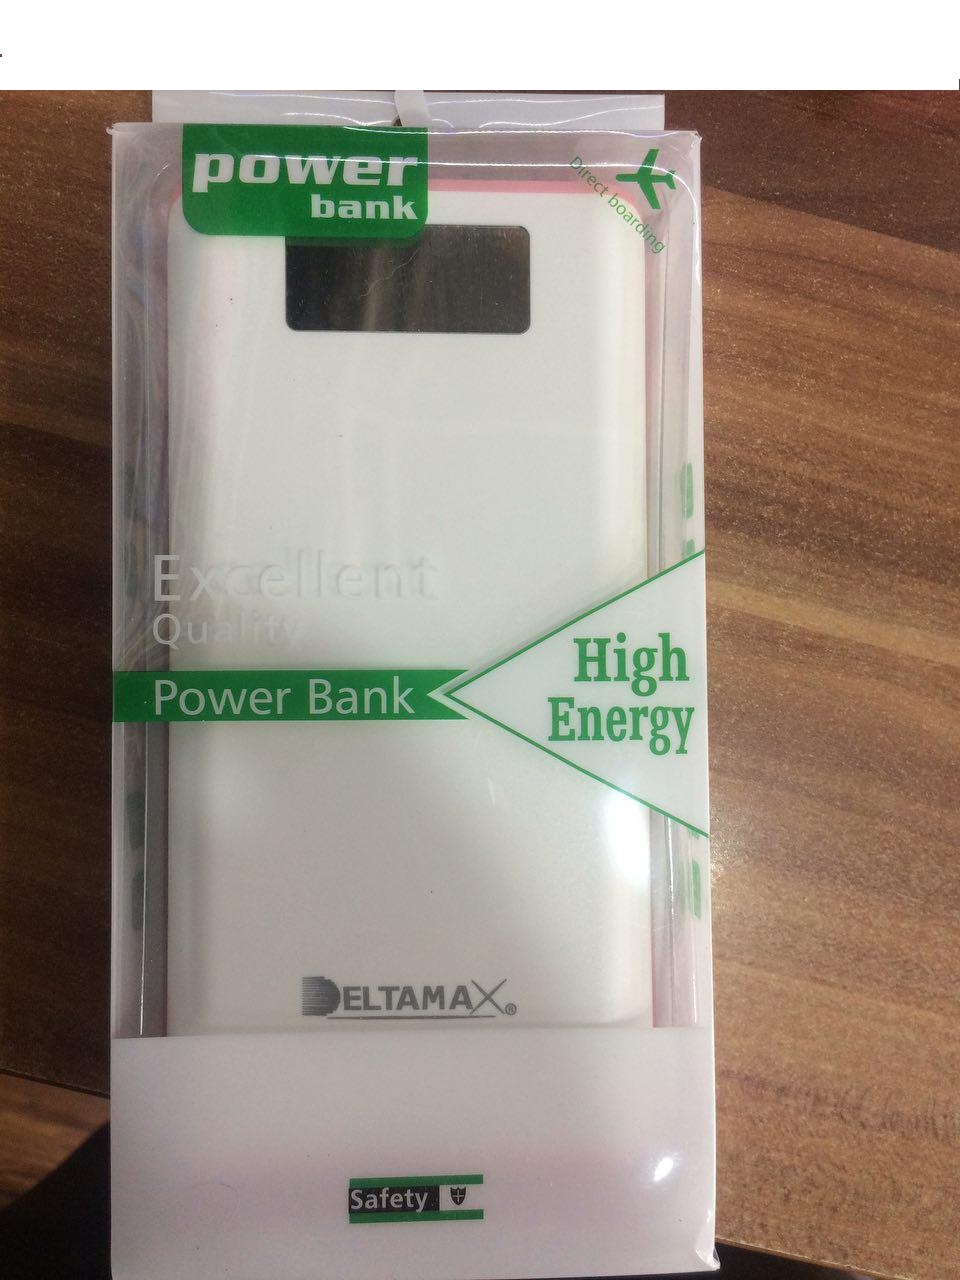 power
bank
Direct boarding
Excellent
Quality
Power Bank
High
Energy
DELTAMAX®
Safety